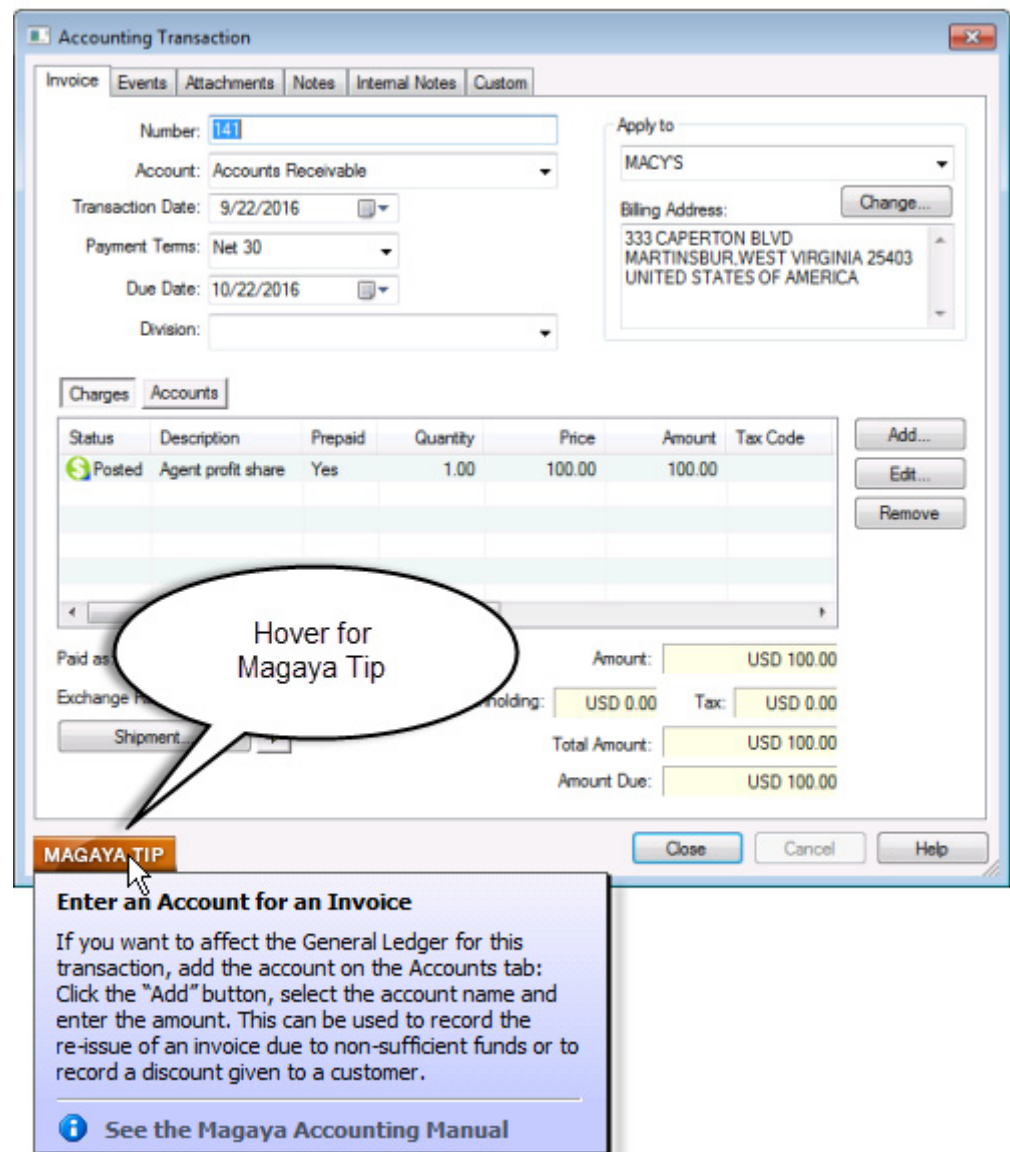 Accounting Transaction
Invoice Events Attachments Notes Internal Notes Custom
Number: 141
Account: Accounts Receivable
Transaction Date: 9/22/2016
Payment Terms: Net 30
Due Date: 10/22/2016
Division:
Apply to
MACY'S
Billing Address: Change...
333 CAPERTON BLVD
MARTINSBUR,WEST VIRGINIA 25403
UNITED STATES OF AMERICA
Charges Accounts
Status Description Prepaid Quantity Price Amount Tax Code
Posted Agent profit share Yes 1.00 100.00 100.00
Add...
Edit...
Remove
Hover for
Magaya Tip
Paid as: Amount: USD 100.00
Exchange USD 0.00 Tax: USD 0.00
Shipment... Total Amount: USD 100.00
Amount Due: USD 100.00
MAGAYA TIP Close Cancel Help
Enter an Account for an Invoice
If you want to affect the General Ledger for this
transaction, add the account on the Accounts tab:
Click the “Add” button, select the account name and
enter the amount. This can be used to record the
re-issue of an invoice due to non-sufficient funds or to
record a discount given to a customer.
See the Magaya Accounting Manual